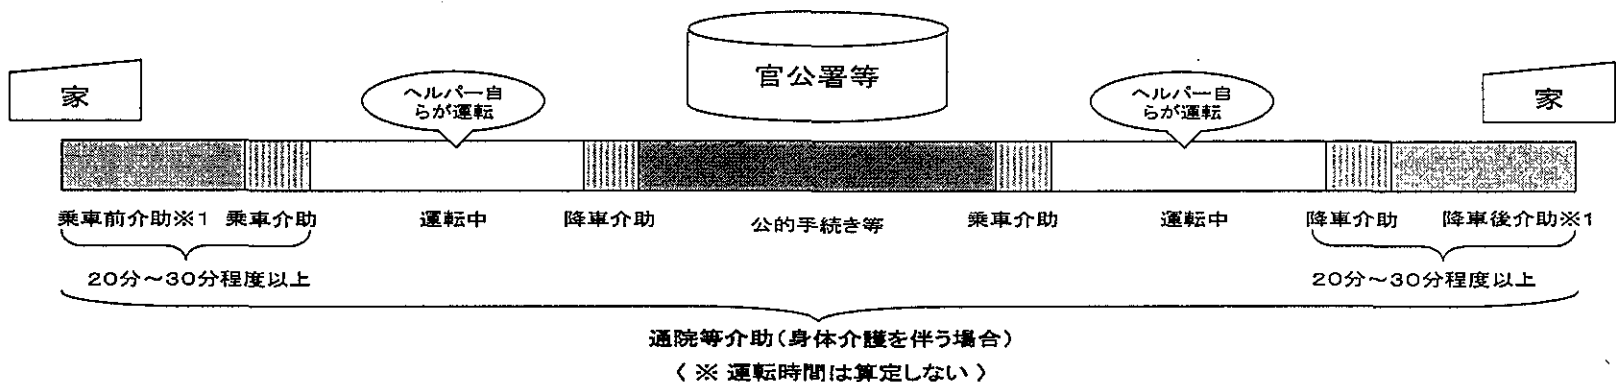 官公署等
家
ヘルパー自
らが運転
ヘルパー自
らが運転
家
乗車前介助※1 乗車介助 運転中 降車介助 公的手続き等 乗車介助 運転中 降車介助 降車後介助※1
20分～30分程度以上 20分～30分程度以上
通院等介助(身体介護を伴う場合)
〈 ※ 運転時間は算定しない 〉